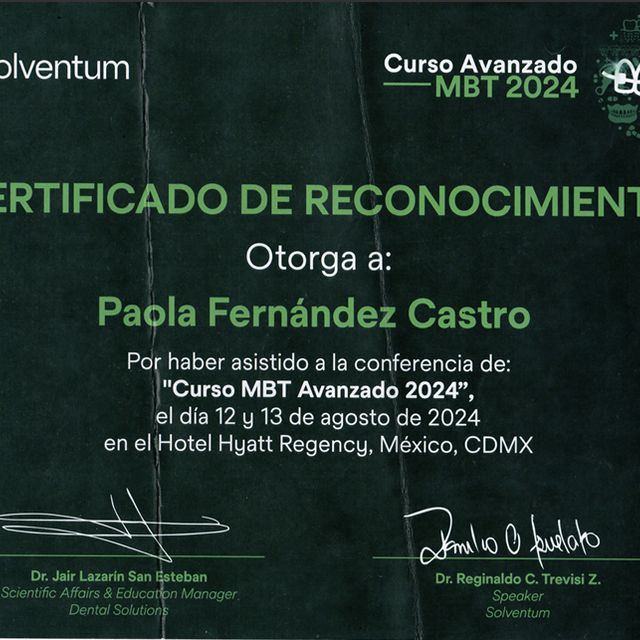 olventum
Curso Avanzado
MBT 2024
ERTIFICADO DE RECONOCIMIENT
Otorga a:
Paola Fernández Castro
Por haber asistido a la conferencia de:
"Curso MBT Avanzado 2024”,
el día 12 y 13 de agosto de 2024
en el Hotel Hyatt Regency, México, CDMX
Dr. Jair Lazarín San Esteban
Scientific Affairs & Education Manager
Dental Solutions
Dr. Reginaldo C. Trevisi Z.
Speaker
Solventum